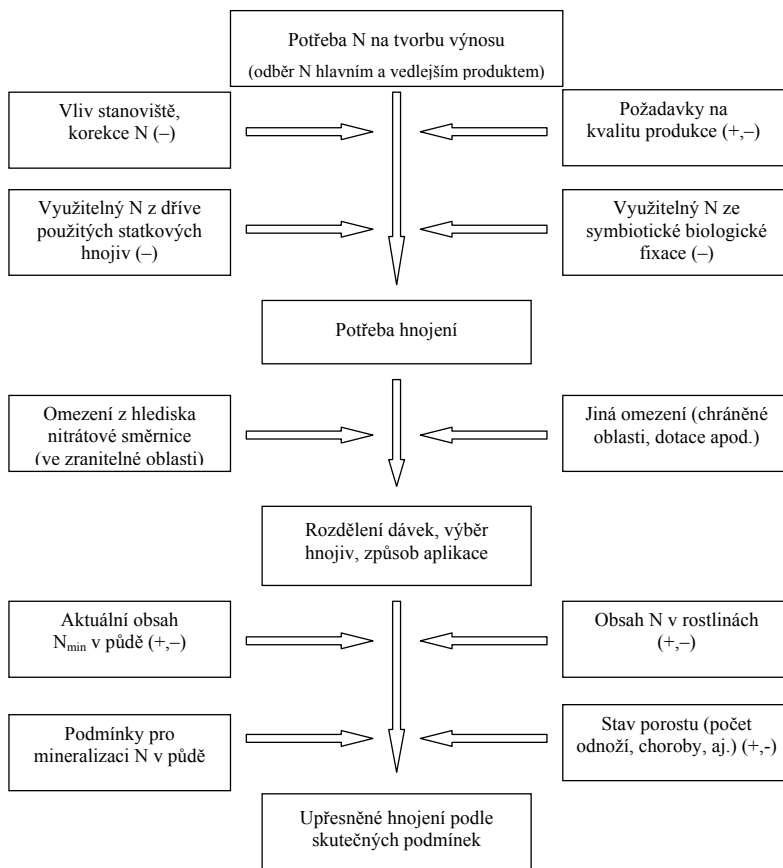 Potřeba N na tvorbu výnosu
(odběr N hlavním a vedlejším produktem)
Vliv stanoviště,
korekce N (–)
Požadavky na
kvalitu produkce (+,–)
Využitelný N z dříve
použitých statkových
hnojiv (–)
Využitelný N ze
symbiotické biologické
fixace (–)
Potřeba hnojení
Omezení z hlediska
nitrátové směrnice
(ve zranitelné oblasti)
Jiná omezení (chráněné
oblasti, dotace apod.)
Rozdělení dávek, výběr
hnojiv, způsob aplikace
Aktuální obsah
Nmin v půdě (+,–)
Obsah N v rostlinách
(+,–)
Podmínky pro
mineralizaci N v půdě
Stav porostu (počet
odnoží, choroby, aj.) (+,-)
Upřesněné hnojení podle
skutečných podmínek